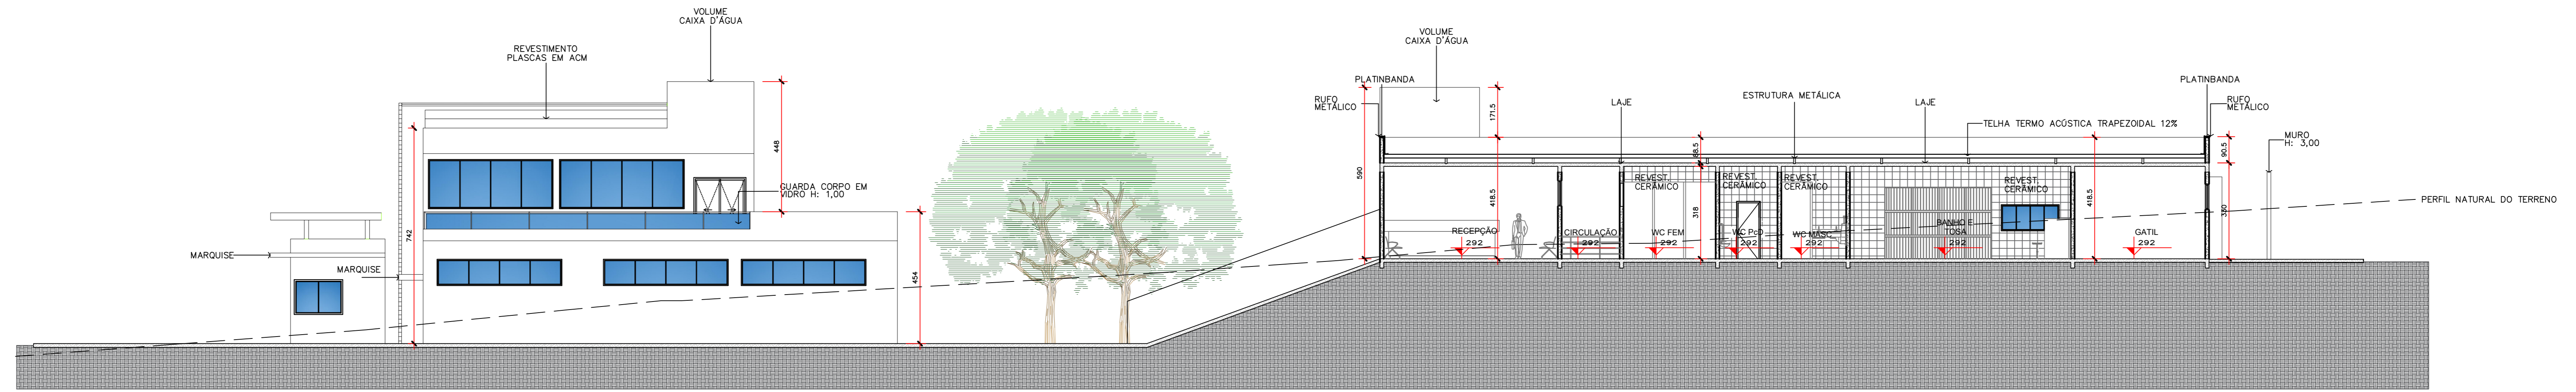 VOLUME
CAIXA D'ÁGUA
REVESTIMENTO
PLASCAS EM ACM
448
742
GUARDA CORPO EM
VIDRO H: 1,00
MARQUISE
MARQUISE
454
VOLUME
CAIXA D'ÁGUA
PLATINBANDA
RUFO
METÁLICO
590
171.5
418.5
LAJE
88.5
318
ESTRUTURA METÁLICA
LAJE
TELHA TERMO ACÚSTICA TRAPEZOIDAL 12%
PLATINBANDA
RUFO
METÁLICO
90.5
MURO
H: 3,00
REVEST.
CERÂMICO
REVEST.
CERÂMICO
REVEST.
CERÂMICO
REVEST.
CERÂMICO
418.5
330
PERFIL NATURAL DO TERRENO
RECEPÇÃO
292
CIRCULAÇÃO
292
WC FEM
292
WC PcD
292
WC MASC
292
BANHO E
TOSA
292
GATIL
292